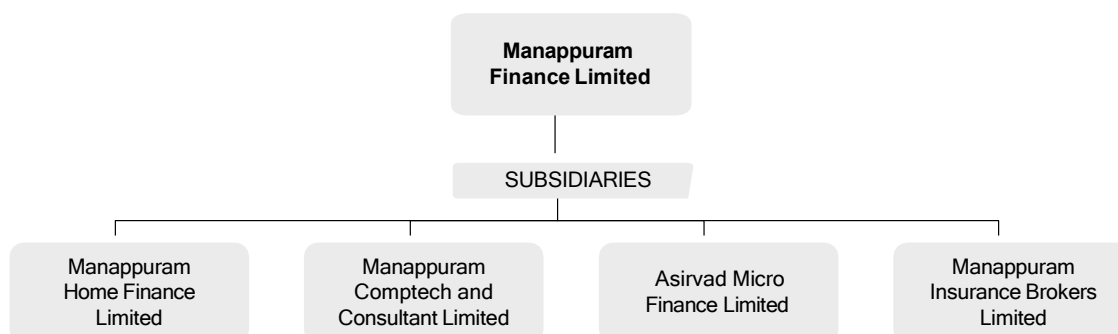 Manappuram
Finance Limited
SUBSIDIARIES
Manappuram
Home Finance
Limited
Manappuram
Comptech and
Consultant Limited
Asirvad Micro
Finance Limited
Manappuram
Insurance Brokers
Limited